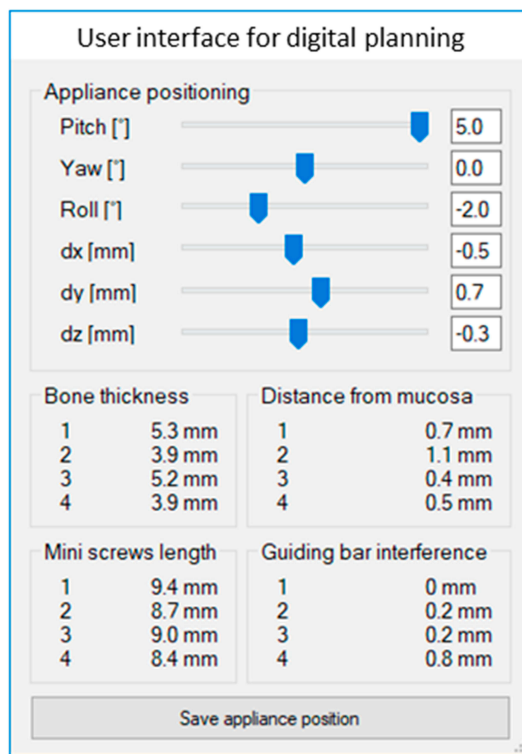 User interface for digital planning
Appliance positioning
Pitch [°] 5.0
Yaw [°] 0.0
Roll [°] -2.0
dx [mm] -0.5
dy [mm] 0.7
dz [mm] -0.3
Bone thickness
1 5.3 mm
2 3.9 mm
3 5.2 mm
4 3.9 mm
Distance from mucosa
1 0.7 mm
2 1.1 mm
3 0.4 mm
4 0.5 mm
Mini screws length
1 9.4 mm
2 8.7 mm
3 9.0 mm
4 8.4 mm
Guiding bar interference
1 0 mm
2 0.2 mm
3 0.2 mm
4 0.8 mm
Save appliance position